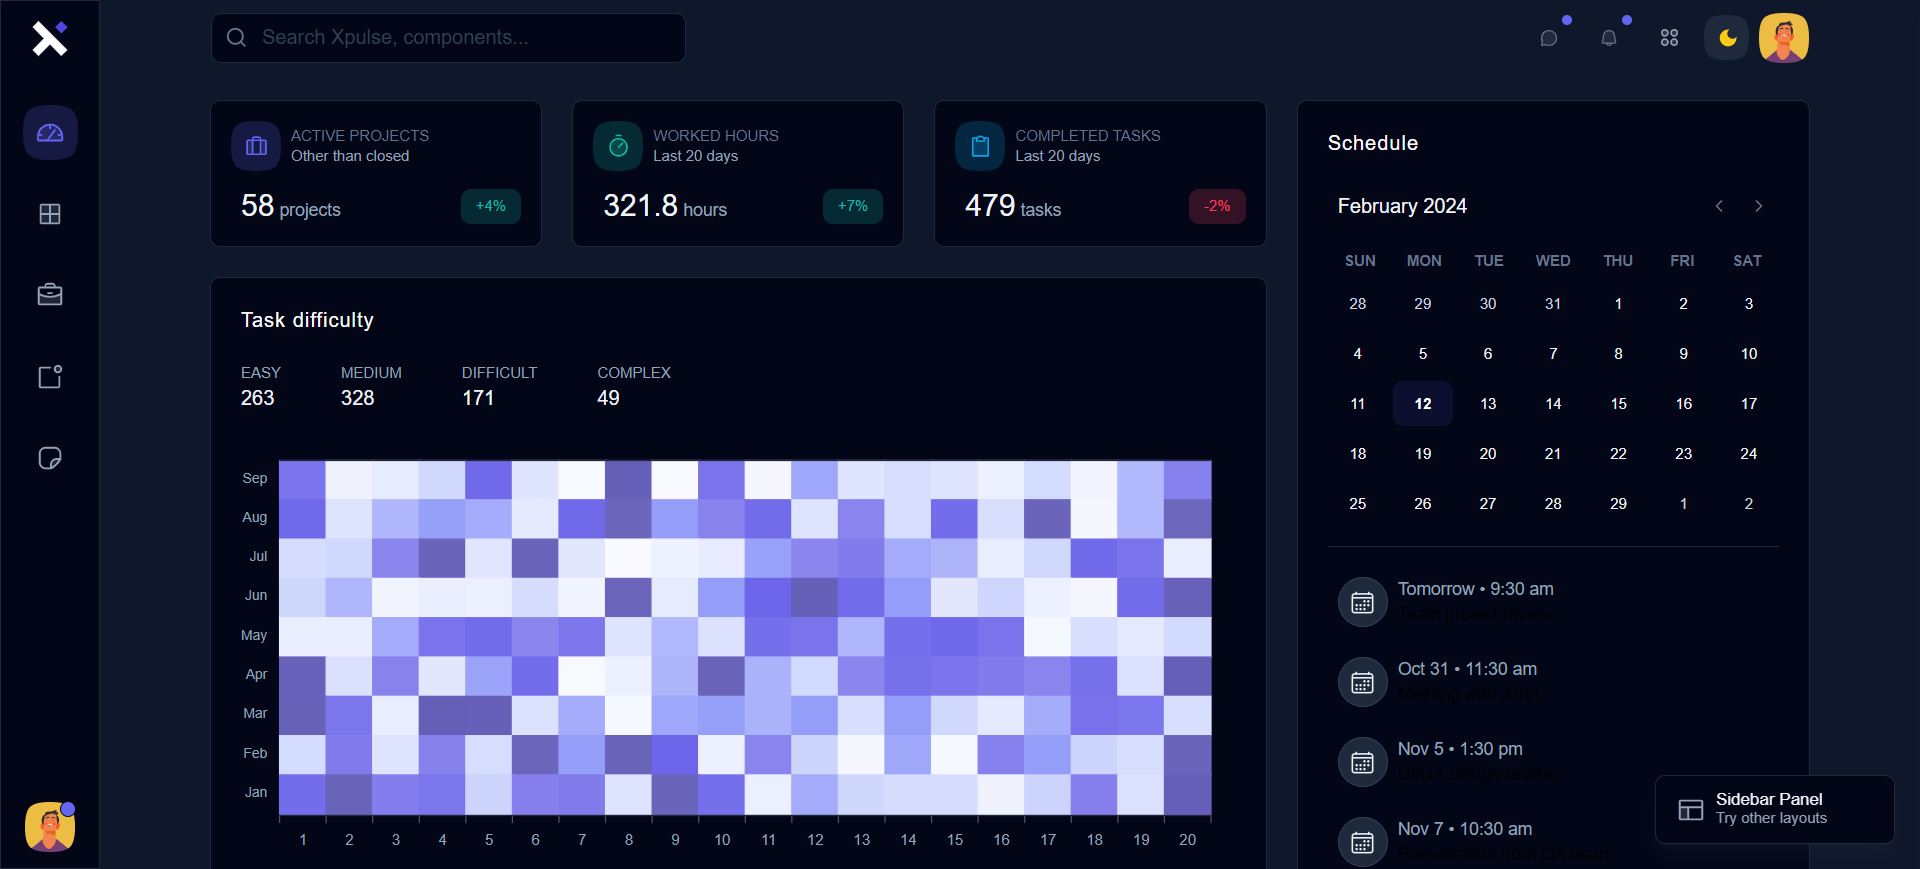 Search Xpulse, components...
ACTIVE PROJECTS
Other than closed
58 projects
+4%
WORKED HOURS
Last 20 days
321.8 hours
+7%
COMPLETED TASKS
Last 20 days
479 tasks
-2%
Task difficulty
EASY
263
MEDIUM
328
DIFFICULT
171
COMPLEX
49
Sep
Aug
Jul
Jun
May
Apr
Mar
Feb
Jan
1 2 3 4 5 6 7 8 9 10 11 12 13 14 15 16 17 18 19 20
Schedule
February 2024
SUN MON TUE WED THU FRI SAT
28 29 30 31 1 2 3
4 5 6 7 8 9 10
11 12 13 14 15 16 17
18 19 20 21 22 23 24
25 26 27 28 29 1 2
Tomorrow • 9:30 am
Team project review
Oct 31 • 11:30 am
Meeting with John
Nov 5 • 1:30 pm
UI/UX design review
Nov 7 • 10:30 am
Presentation from QA team
Sidebar Panel
Try other layouts